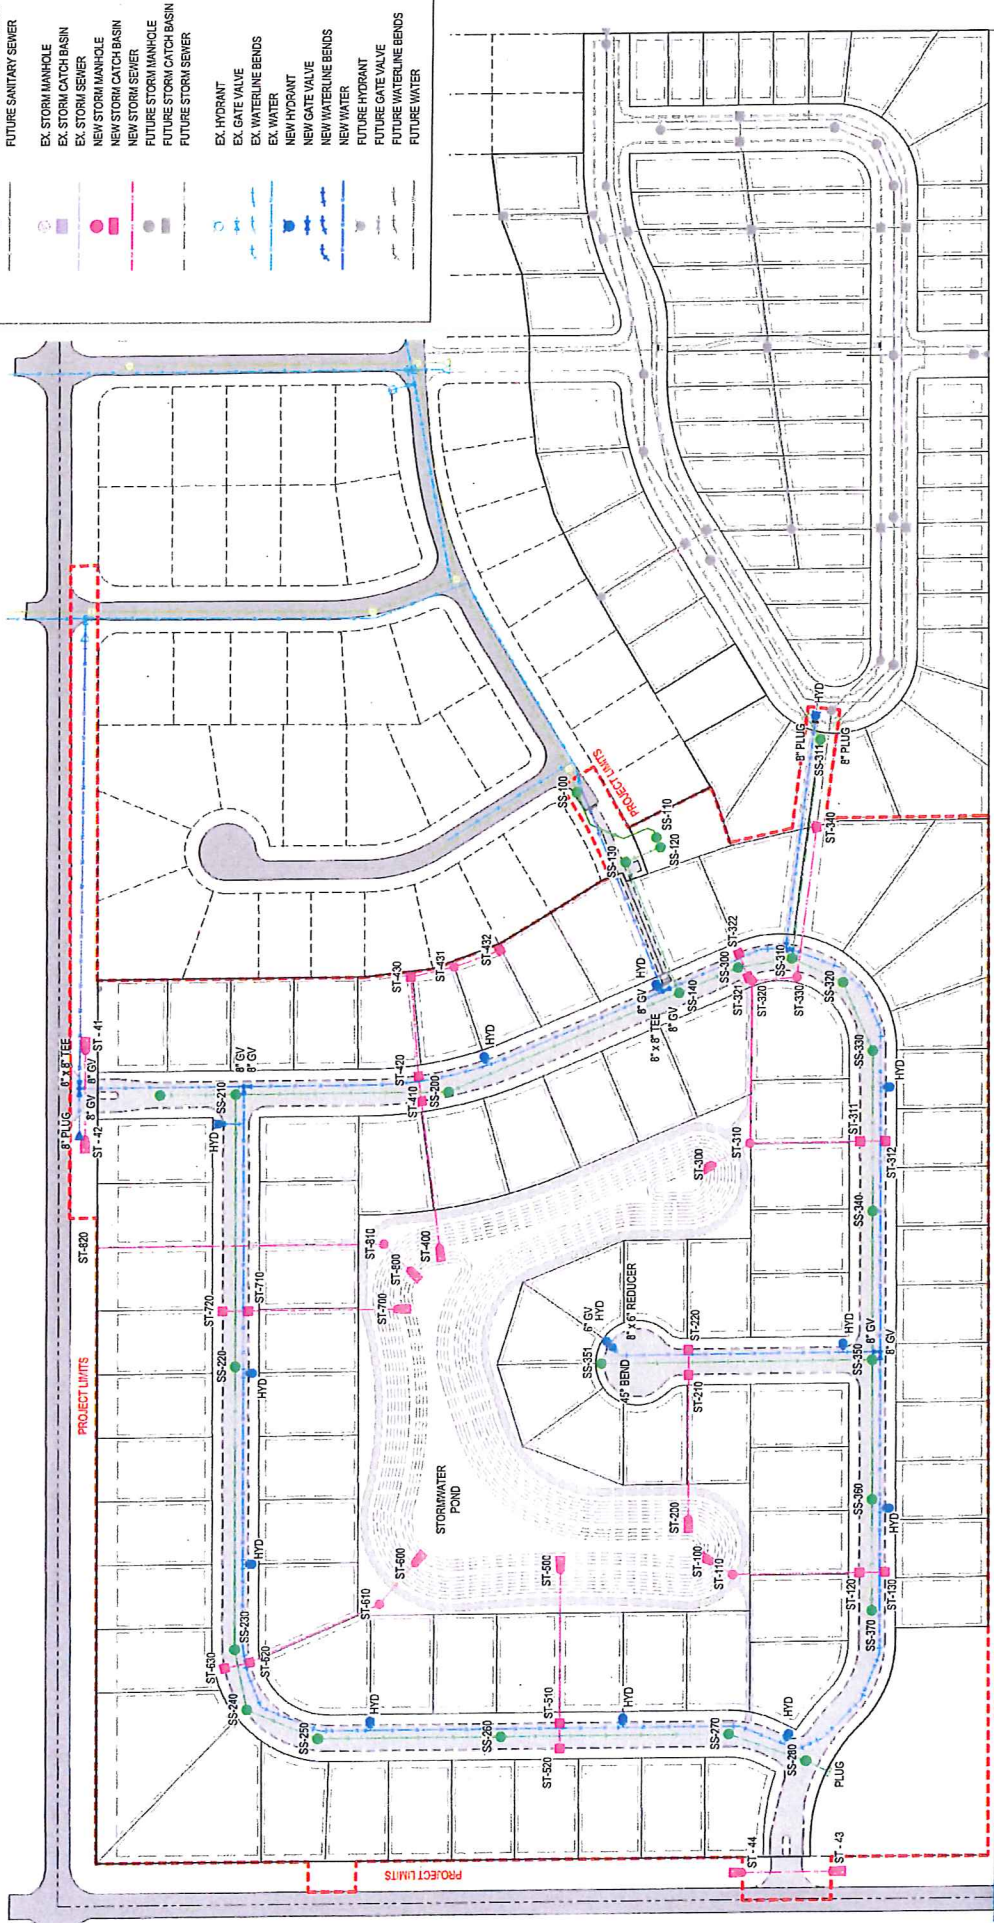 FUTURE SANITARY SEWER
EX. STORM MANHOLE
EX. STORM CATCH BASIN
EX. STORM SEWER
NEW STORM MANHOLE
NEW STORM CATCH BASIN
NEW STORM SEWER
FUTURE STORM MANHOLE
FUTURE STORM CATCH BASIN
FUTURE STORM SEWER
EX. HYDRANT
EX. GATE VALVE
EX. WATERLINE BENDS
EX. WATER
NEW HYDRANT
NEW GATE VALVE
NEW WATERLINE BENDS
NEW WATER
FUTURE HYDRANT
FUTURE GATE VALVE
FUTURE WATERLINE BENDS
FUTURE WATER
8" PLUG
8" x 8" TEE
8" GV
8" GV
ST - 42
ST - 41
ST-820
PROJECT LIMITS
SS-210
8" GV
8" GV
HYD
ST-720
ST-710
SS-220
HYD
HYD
SS-230
ST-630
ST-620
SS-240
SS-250
HYD
SS-260
ST-510
ST-520
HYD
SS-270
HYD
SS-280
PLUG
ST - 44
ST - 43
PROJECT LIMITS
ST-810
ST-800
ST-700
ST-400
ST-410
ST-420
SS-200
ST-430
ST-431
ST-432
HYD
STORMWATER
POND
ST-600
ST-610
ST-500
ST-200
ST-100
ST-110
ST-120
ST-130
SS-370
SS-360
HYD
SS-351
45° BEND
6" GV
HYD
8" x 6" REDUCER
ST-220
ST-210
HYD
SS-350
8" GV
8" GV
SS-340
ST-300
ST-310
ST-311
ST-312
HYD
SS-330
SS-320
ST-330
SS-310
ST-320
ST-321
SS-300
ST-322
SS-140
8" GV
8" x 8" TEE
8" GV
HYD
SS-130
SS-120
SS-110
SS-100
PROJECT LIMITS
ST-340
8" PLUG
HYD
SS-311
8" PLUG